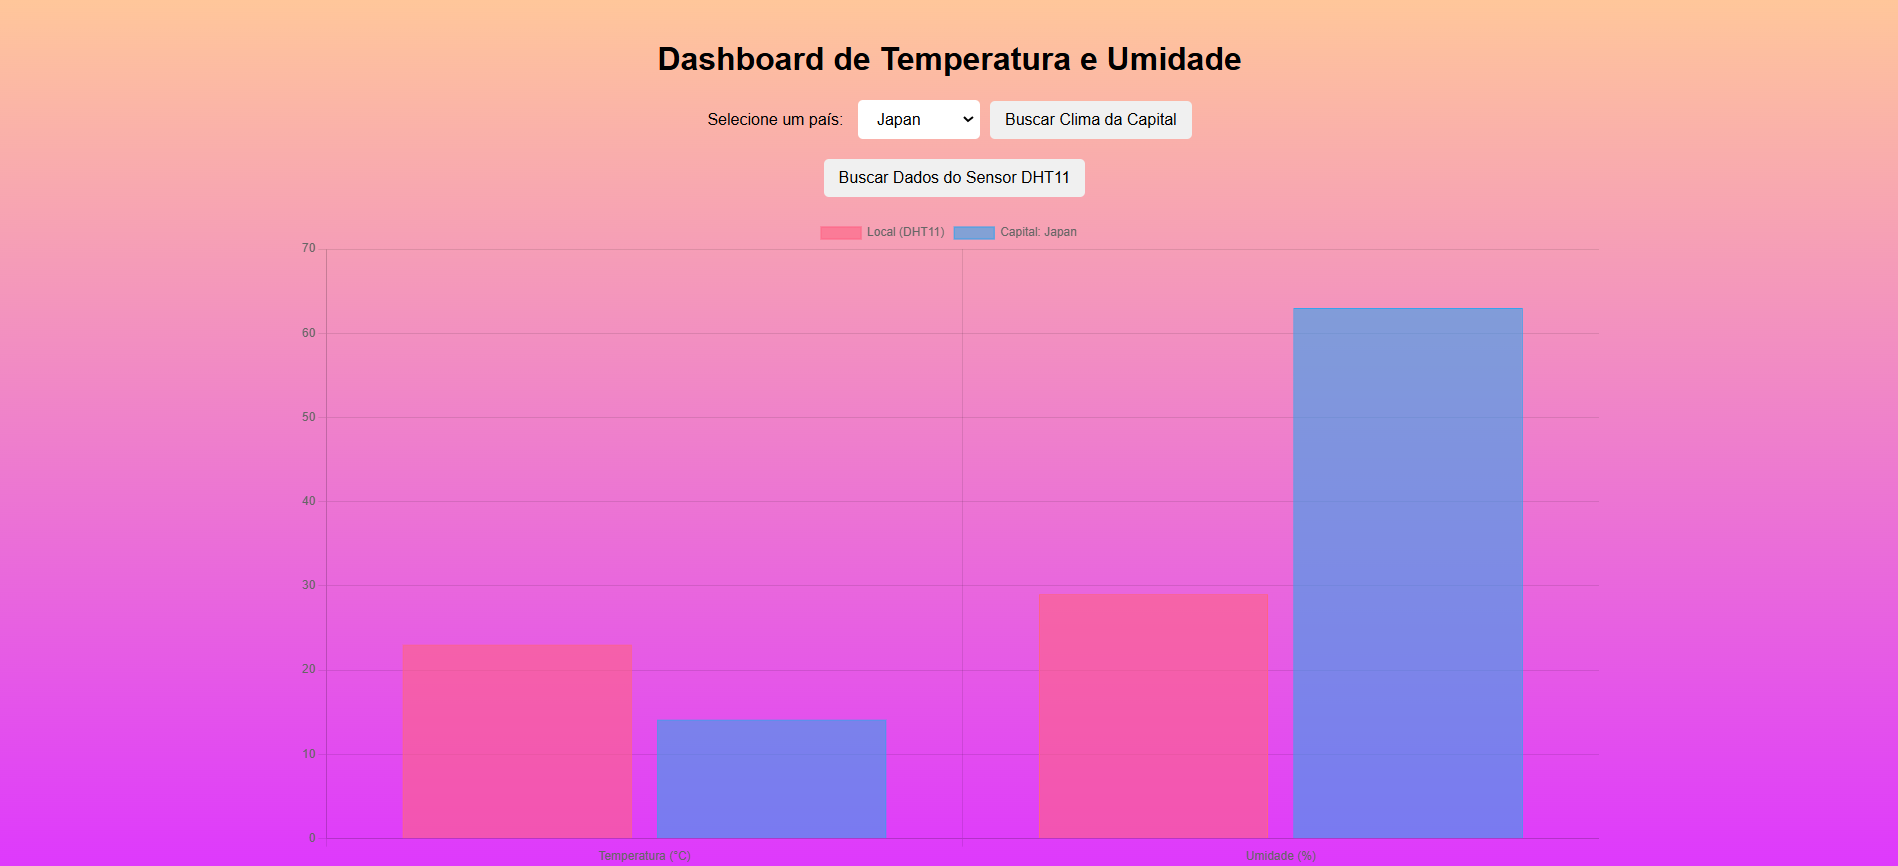 Dashboard de Temperatura e Umidade
Selecione um país: Japan Buscar Clima da Capital
Buscar Dados do Sensor DHT11
Local (DHT11) Capital: Japan
70
60
50
40
30
20
10
0
Temperatura (°C) Umidade (%)